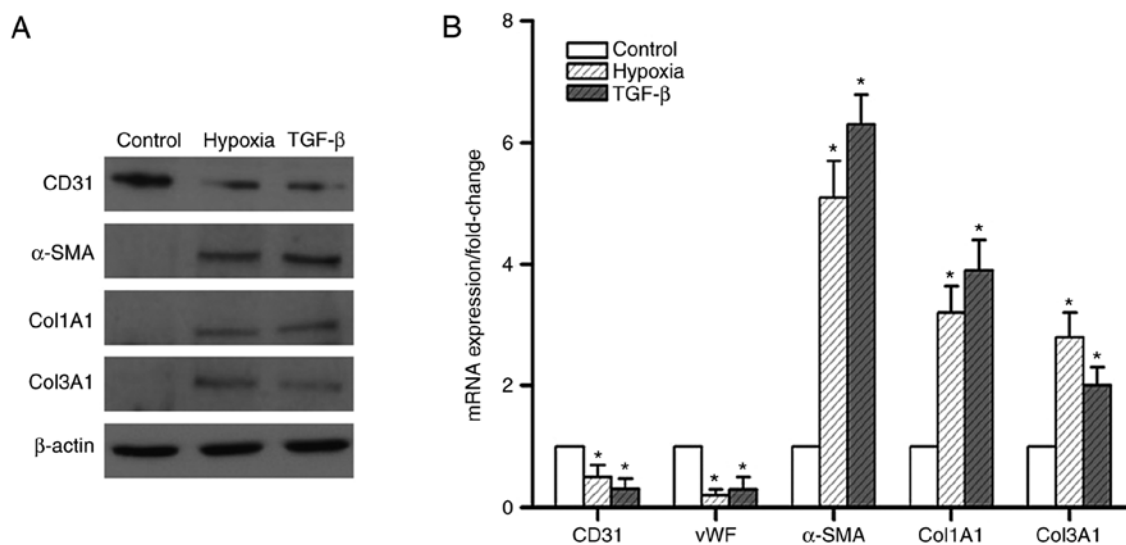 A
Control Hypoxia TGF-β
CD31
α-SMA
Col1A1
Col3A1
β-actin
B
8
6
4
2
0
mRNA expression/fold-change
Control
Hypoxia
TGF-β
* * * * * * * * * *
CD31 vWF α-SMA Col1A1 Col3A1